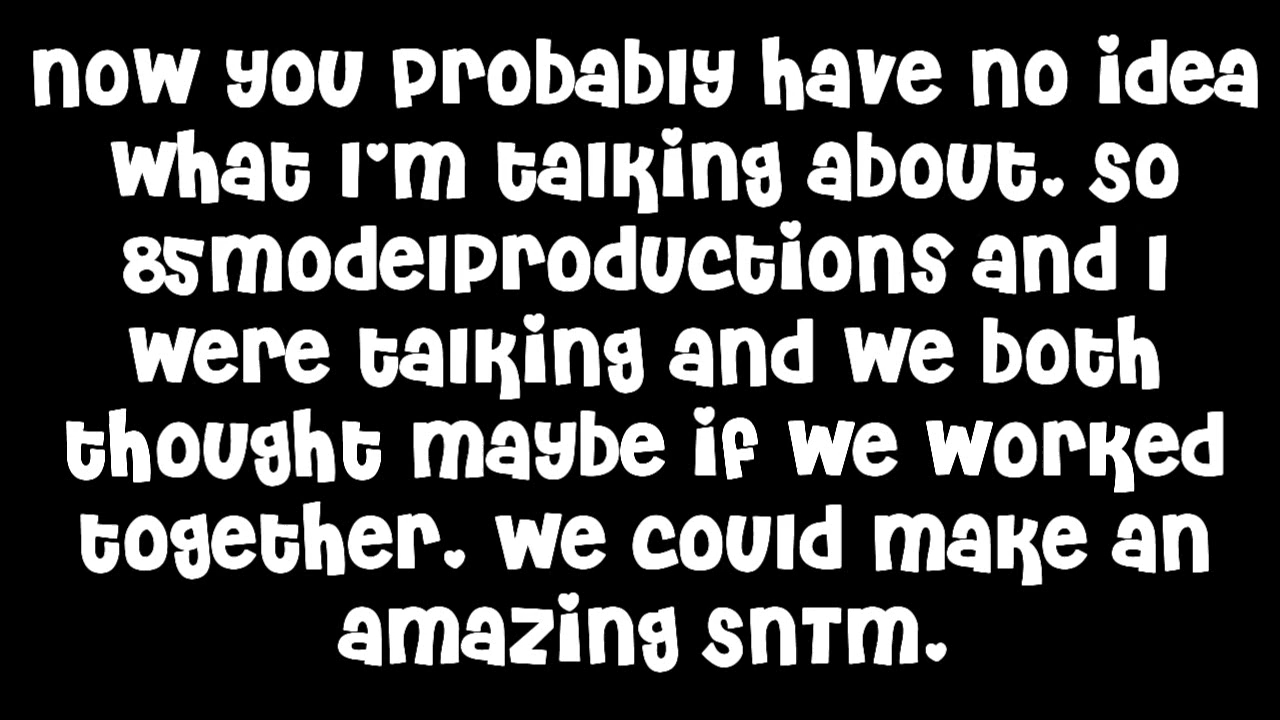 now you probably have no idea
what I'm talking about. so
85modelproductions and I
were talking and we both
thought maybe if we worked
together. we could make an
amazing SNTM.